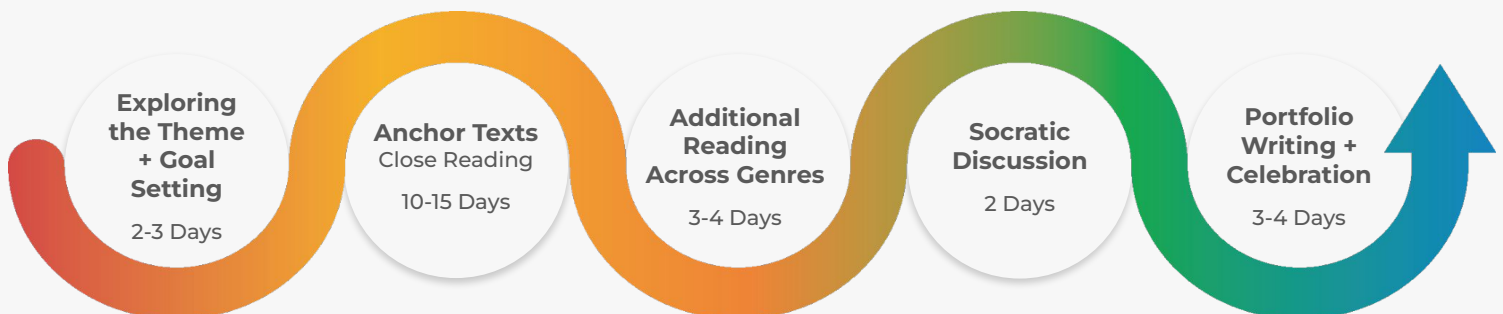 Exploring
the Theme
+ Goal
Setting
2-3 Days
Anchor Texts
Close Reading
10-15 Days
Additional
Reading
Across Genres
3-4 Days
Socratic
Discussion
2 Days
Portfolio
Writing +
Celebration
3-4 Days